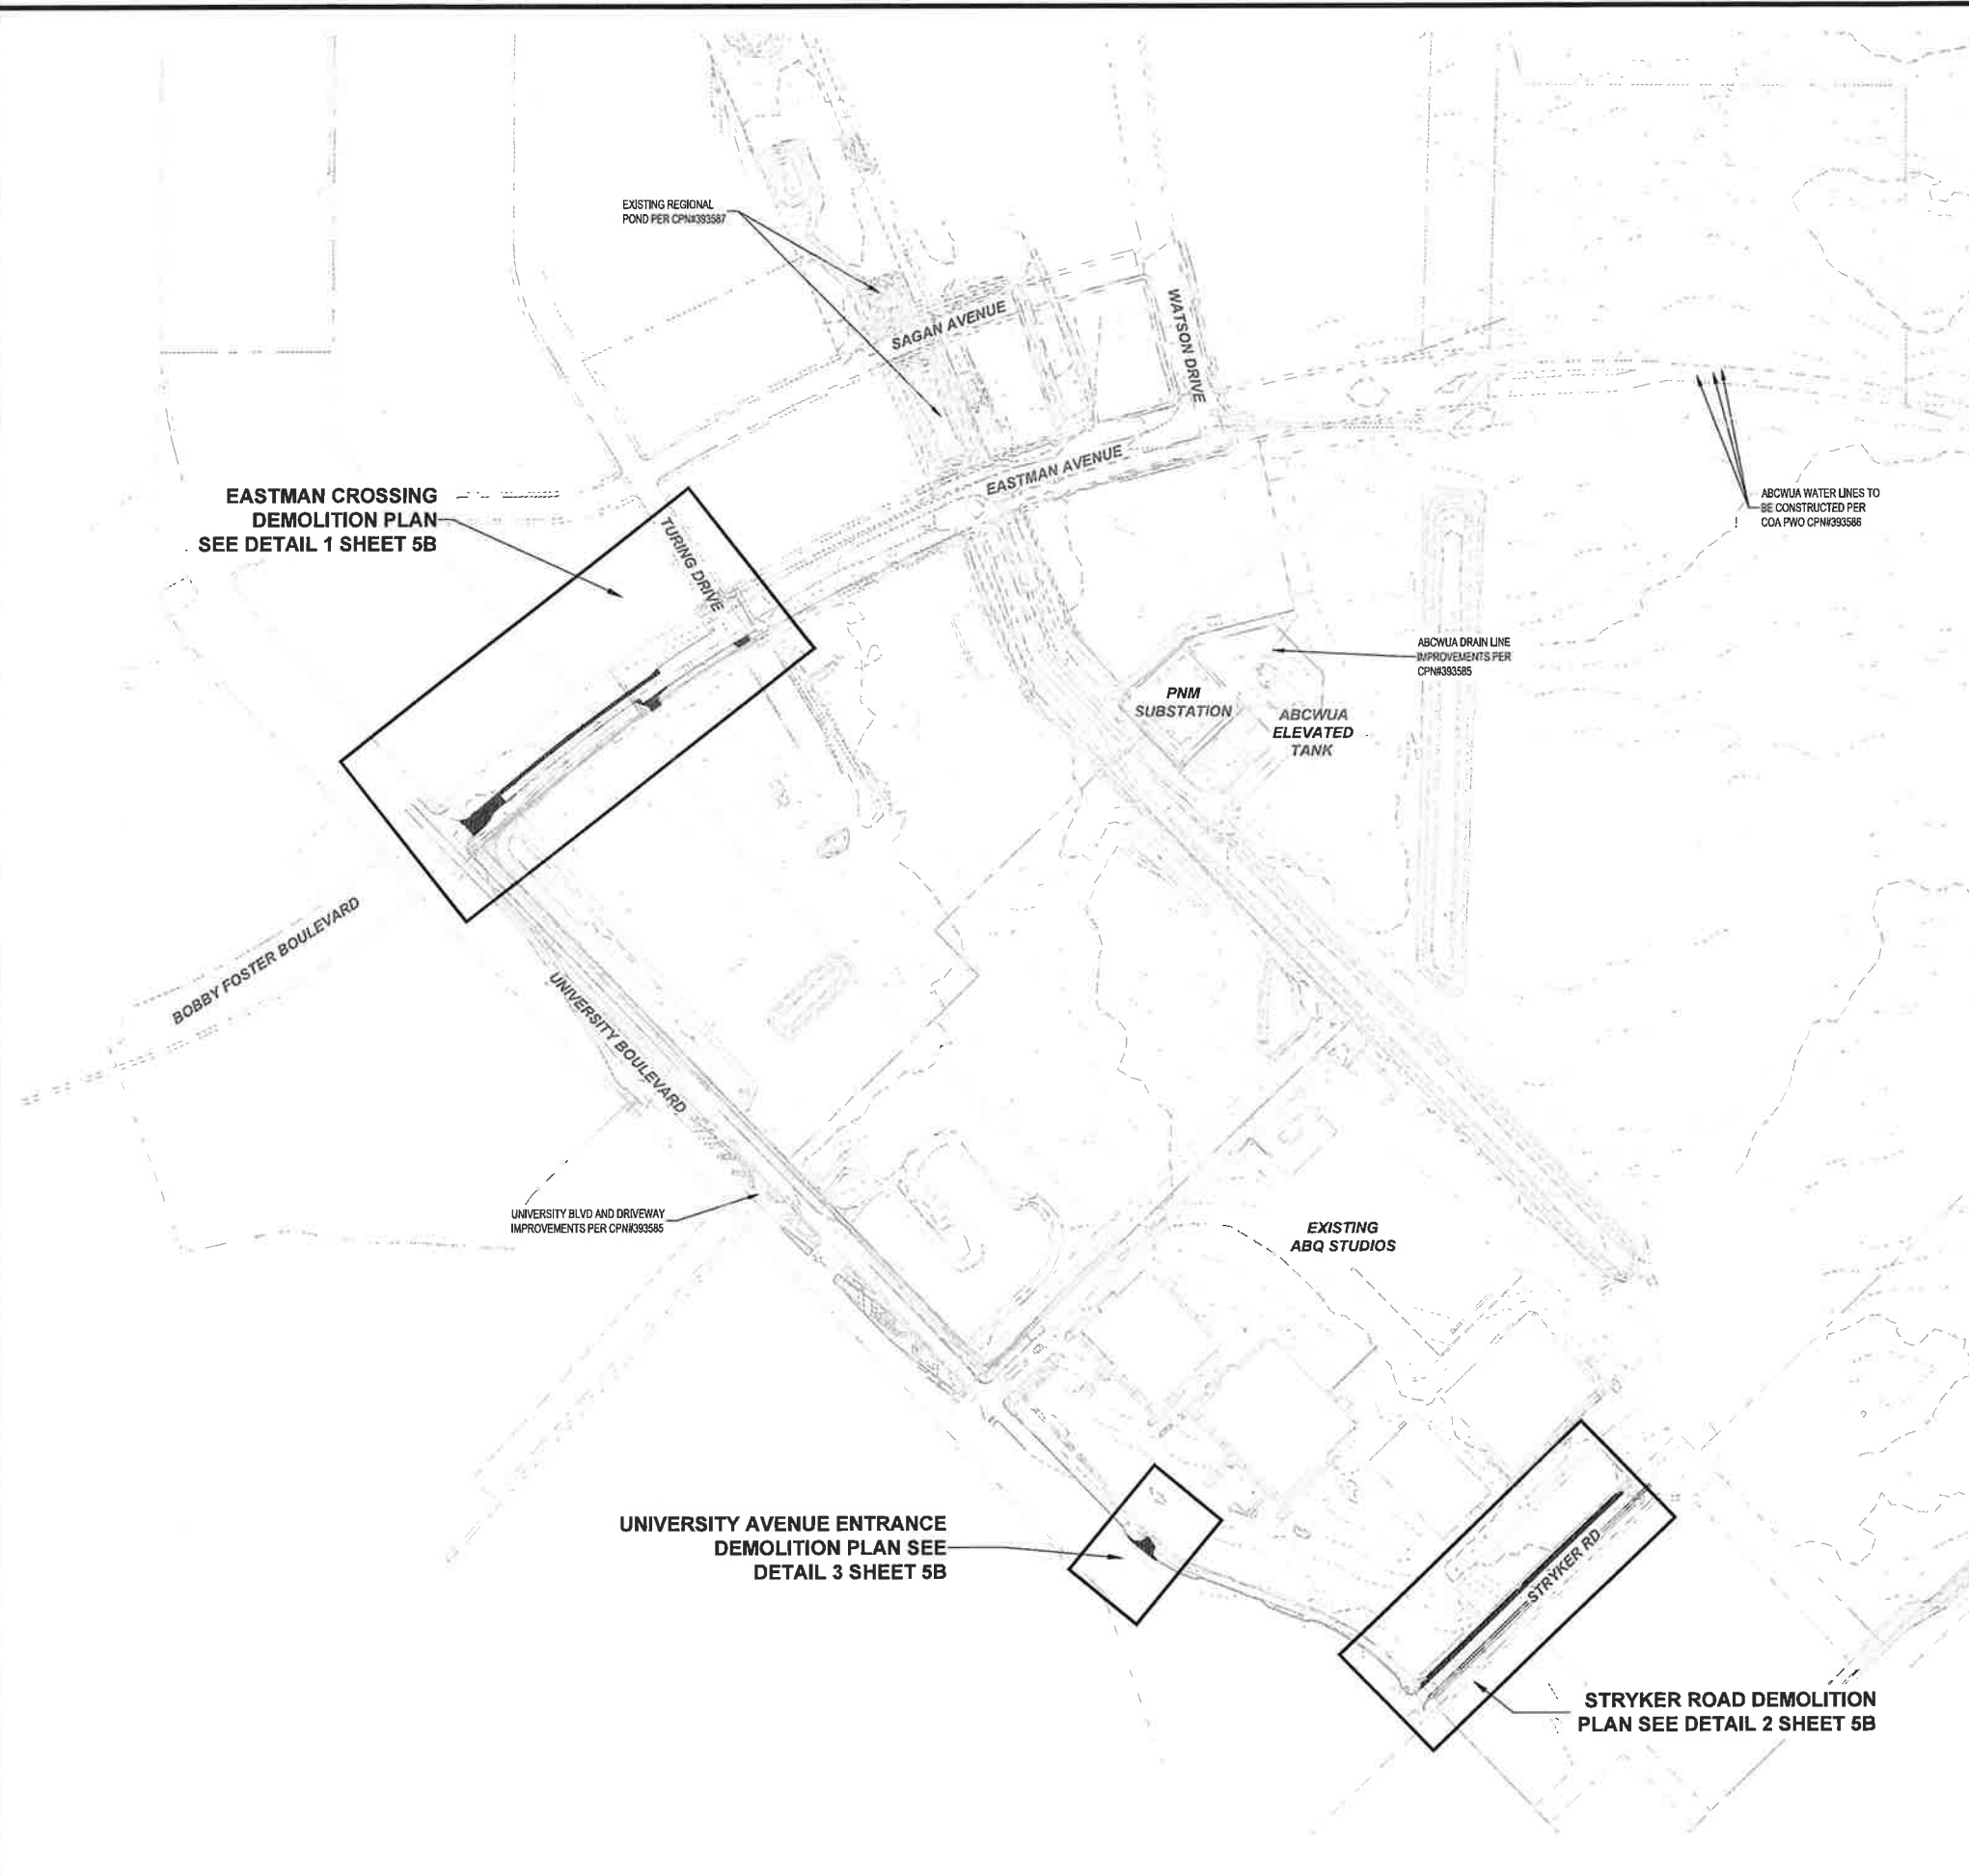 EXISTING REGIONAL
POND PER CPN#393587
SAGAN AVENUE
WATSON DRIVE
EASTMAN AVENUE
EASTMAN CROSSING
DEMOLITION PLAN
SEE DETAIL 1 SHEET 5B
TURING DRIVE
ABCWUA WATER LINES TO
BE CONSTRUCTED PER
COA PWO CPN#393586
ABCWUA DRAIN LINE
IMPROVEMENTS PER
CPN#393585
PNM
SUBSTATION
ABCWUA
ELEVATED
TANK
BOBBY FOSTER BOULEVARD
UNIVERSITY BOULEVARD
UNIVERSITY BLVD AND DRIVEWAY
IMPROVEMENTS PER CPN#393585
EXISTING
ABQ STUDIOS
UNIVERSITY AVENUE ENTRANCE
DEMOLITION PLAN SEE
DETAIL 3 SHEET 5B
STRYKER RD
STRYKER ROAD DEMOLITION
PLAN SEE DETAIL 2 SHEET 5B